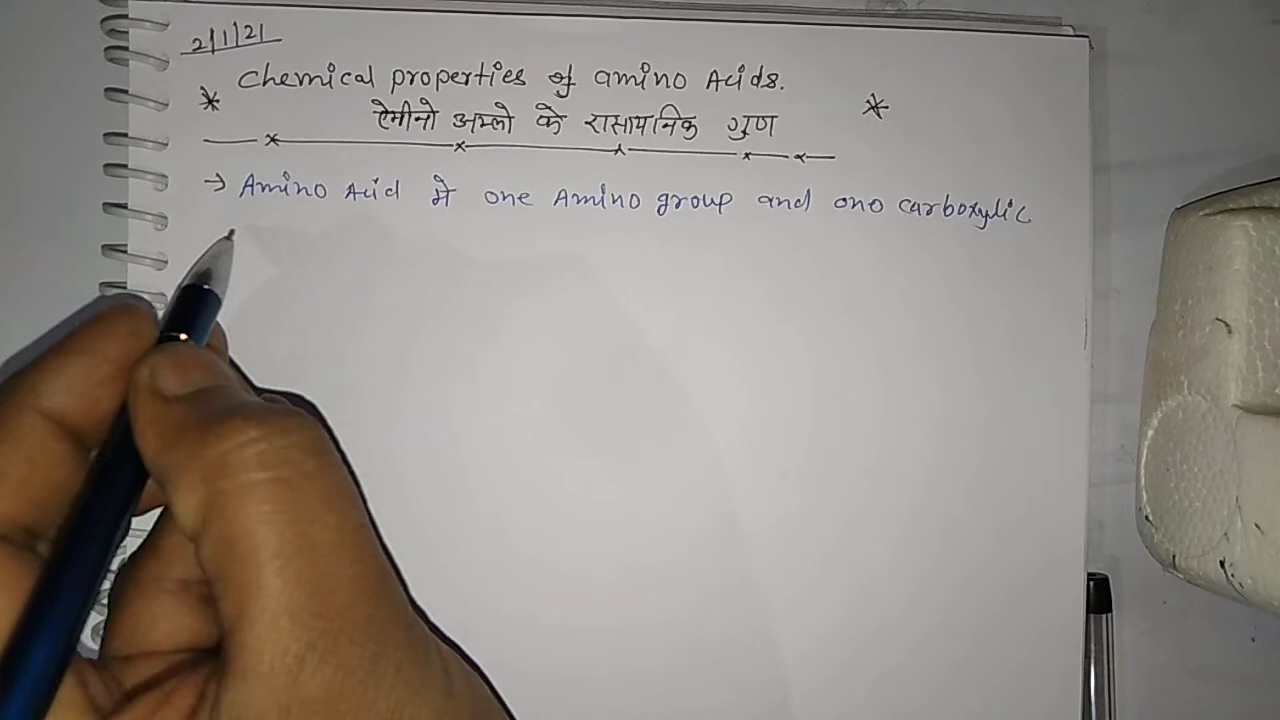 2/1/21
* Chemical properties of amino Acids. *
ऐमीनो अम्लो के रासायनिक गुण
→ Amino Acid मे one Amino group and ono carboxylic